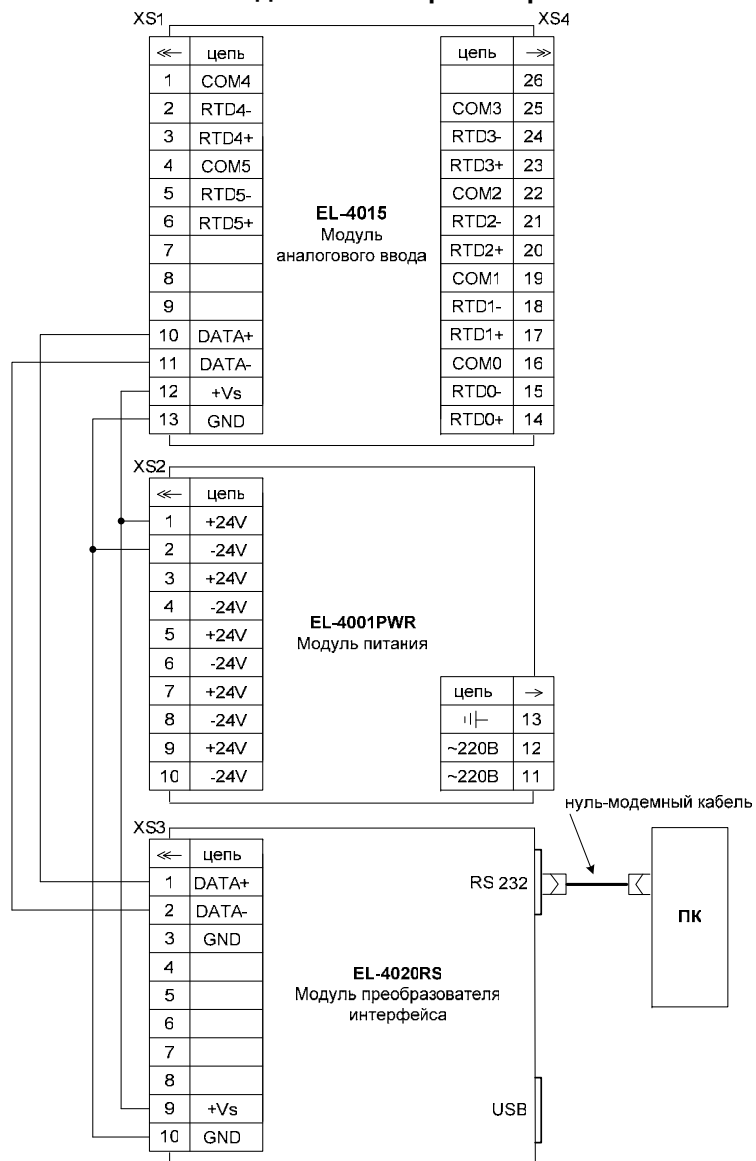 XS1 XS4
цепь цепь
1 COM4 26
2 RTD4- COM3 25
3 RTD4+ RTD3- 24
4 COM5 RTD3+ 23
5 RTD5- COM2 22
6 RTD5+ RTD2- 21
7 RTD2+ 20
8 COM1 19
9 RTD1- 18
10 DATA+ RTD1+ 17
11 DATA- COM0 16
12 +Vs RTD0- 15
13 GND RTD0+ 14
EL-4015
Модуль
аналогового ввода
XS2
цепь
1 +24V
2 -24V
3 +24V
4 -24V
5 +24V
6 -24V
7 +24V
8 -24V
9 +24V
10 -24V
EL-4001PWR
Модуль питания
цепь
13
~220В 12
~220В 11
нуль-модемный кабель
XS3
цепь
1 DATA+
2 DATA-
3 GND
4
5
6
7
8
9 +Vs
10 GND
EL-4020RS
Модуль преобразователя
интерфейса
RS 232
USB
ПК